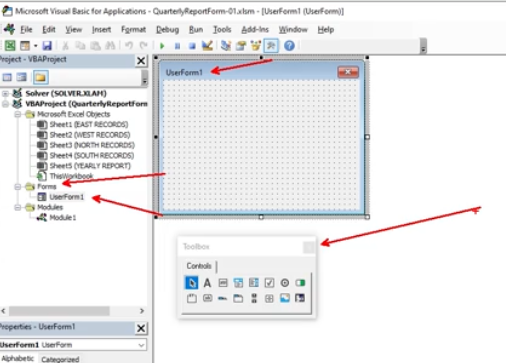 Microsoft Visual Basic for Applications - QuarterlyReportForm-01.xlsm - [UserForm1 (UserForm)]
File Edit View Insert Format Debug Run Tools Add-Ins Window Help
Project - VBAProject
Solver (SOLVER.XLAM)
VBAProject (QuarterlyReportForm
Microsoft Excel Objects
Sheet1 (EAST RECORDS)
Sheet2 (WEST RECORDS)
Sheet3 (NORTH RECORDS)
Sheet4 (SOUTH RECORDS)
Sheet5 (YEARLY REPORT)
ThisWorkbook
Forms
UserForm1
Modules
Module1
UserForm1
Toolbox
Controls
Properties - UserForm1
UserForm1 UserForm
Alphabetic Categorized